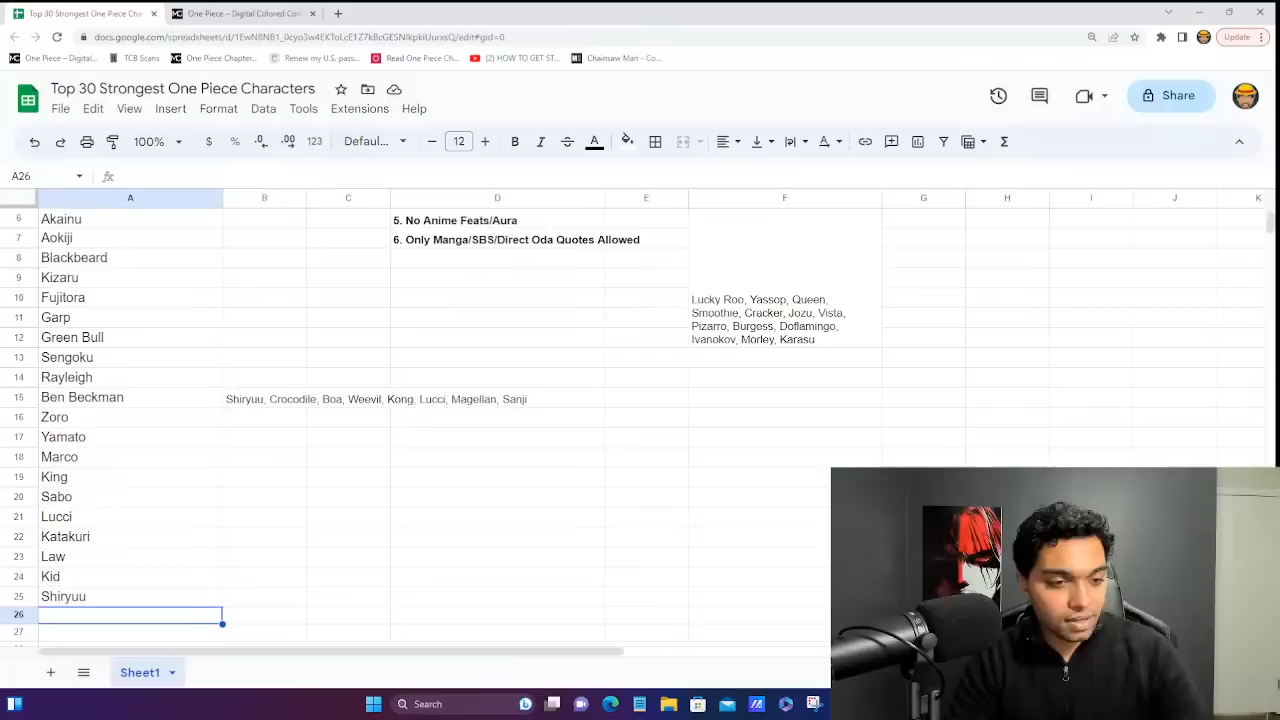 Top 30 Strongest One Piece Cha
One Piece – Digital Colored Con
docs.google.com/spreadsheets/d/
Update
One Piece – Digital...
TCB Scans
One Piece Chapter...
Renew my U.S. pass...
Read One Piece Ch...
(2) HOW TO GET ST...
Chainsaw Man - Co...
Top 30 Strongest One Piece Characters
File Edit View Insert Format Data Tools Extensions Help
Share
100% $ % .0 .00 123 Defaul... 12 B I A
A26
A B C D E F G H I J K
6 Akainu 5. No Anime Feats/Aura
7 Aokiji 6. Only Manga/SBS/Direct Oda Quotes Allowed
8 Blackbeard
9 Kizaru
10 Fujitora
Lucky Roo, Yassop, Queen,
11 Garp
Smoothie, Cracker, Jozu, Vista,
12 Green Bull
Pizarro, Burgess, Doflamingo,
Ivanokov, Morley, Karasu
13 Sengoku
14 Rayleigh
15 Ben Beckman Shiryuu, Crocodile, Boa, Weevil, Kong, Lucci, Magellan, Sanji
16 Zoro
17 Yamato
18 Marco
19 King
20 Sabo
21 Lucci
22 Katakuri
23 Law
24 Kid
25 Shiryuu
26
27
Sheet1
Search